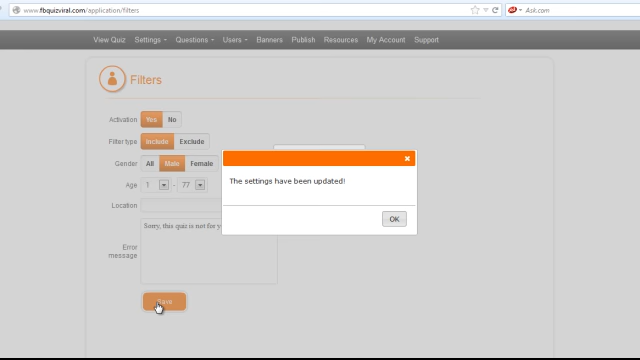 www.fbquizviral.com/application/filters
Ask.com
View Quiz Settings Questions Users Banners Publish Resources My Account Support
Filters
Activation Yes No
Filter type Include Exclude
Gender All Male Female
Age 1 - 77
Location
Error message
Sorry, this quiz is not for y
Save
The settings have been updated!
OK